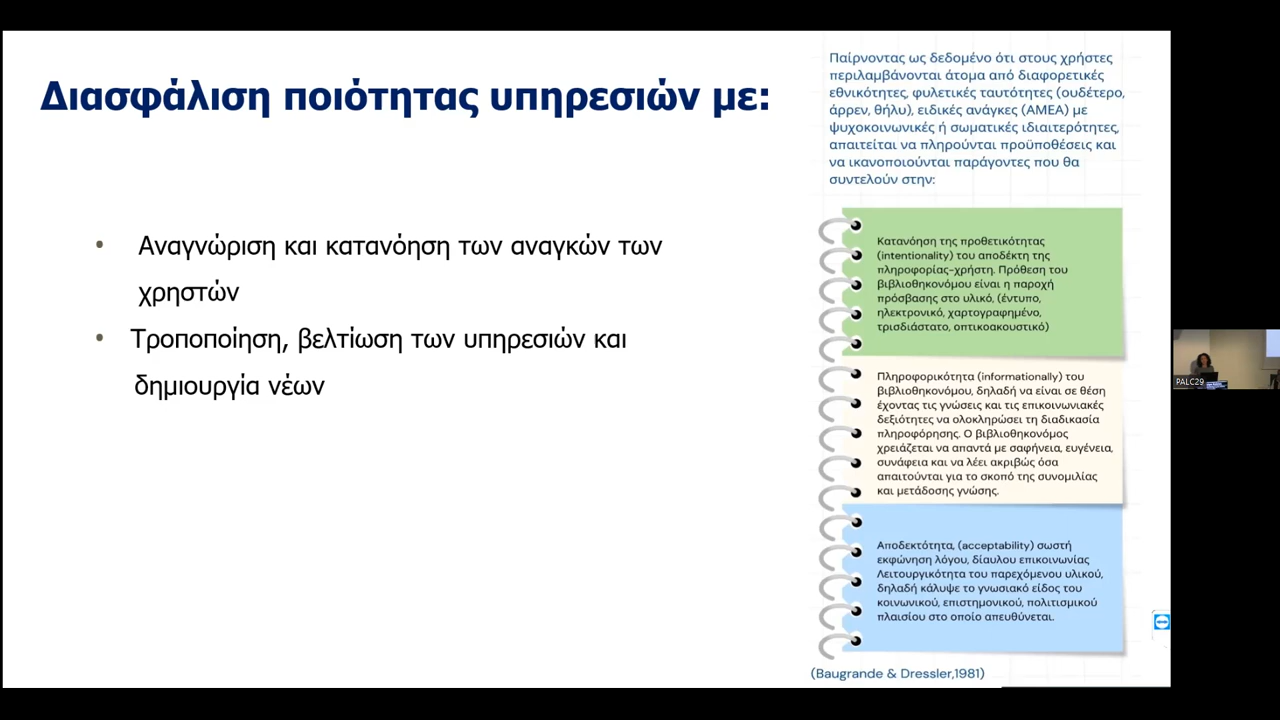 Διασφάλιση ποιότητας υπηρεσιών με:
• Αναγνώριση και κατανόηση των αναγκών των
χρηστών
• Τροποποίηση, βελτίωση των υπηρεσιών και
δημιουργία νέων
Παίρνοντας ως δεδομένο ότι στους χρήστες
περιλαμβάνονται άτομα από διαφορετικές
εθνικότητες, φυλετικές ταυτότητες (ουδέτερο,
άρρεν, θήλυ), ειδικές ανάγκες (ΑΜΕΑ) με
ψυχοκοινωνικές ή σωματικές ιδιαιτερότητες,
απαιτείται να πληρούνται προϋποθέσεις και
να ικανοποιούνται παράγοντες που θα
συντελούν στην:
Κατανόηση της προθετικότητας
(intentionality) του αποδέκτη της
πληροφορίας-χρήστη. Πρόθεση του
βιβλιοθηκονόμου είναι η παροχή
πρόσβασης στο υλικό, (έντυπο,
ηλεκτρονικό, χαρτογραφημένο,
τρισδιάστατο, οπτικοακουστικό)
Πληροφορικότητα (informationally) του
βιβλιοθηκονόμου, δηλαδή να είναι σε θέση
έχοντας τις γνώσεις και τις επικοινωνιακές
δεξιότητες να ολοκληρώσει τη διαδικασία
πληροφόρησης. Ο βιβλιοθηκονόμος
χρειάζεται να απαντά με σαφήνεια, ευγένεια,
συνάφεια και να λέει ακριβώς όσα
απαιτούνται για το σκοπό της συνομιλίας
και μετάδοσης γνώσης.
Αποδεκτότητα, (acceptability) σωστή
εκφώνηση λόγου, δίαυλου επικοινωνίας
Λειτουργικότητα του παρεχόμενου υλικού,
δηλαδή κάλυψε το γνωσιακό είδος του
κοινωνικού, επιστημονικού, πολιτισμικού
πλαισίου στο οποίο απευθύνεται.
(Baugrande & Dressler,1981)
PALC29